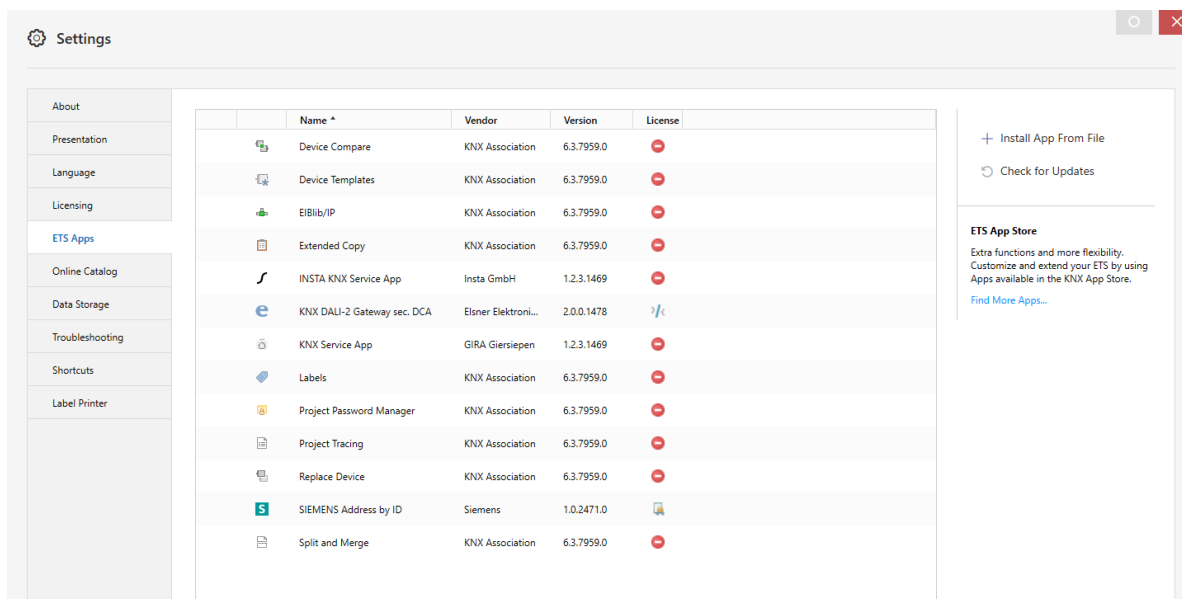 Settings
About
Presentation
Language
Licensing
ETS Apps
Online Catalog
Data Storage
Troubleshooting
Shortcuts
Label Printer
Name Vendor Version License
Device Compare KNX Association 6.3.7959.0
Device Templates KNX Association 6.3.7959.0
EIBlib/IP KNX Association 6.3.7959.0
Extended Copy KNX Association 6.3.7959.0
INSTA KNX Service App Insta GmbH 1.2.3.1469
KNX DALI-2 Gateway sec. DCA Elsner Elektroni... 2.0.0.1478
KNX Service App GIRA Giersiepen 1.2.3.1469
Labels KNX Association 6.3.7959.0
Project Password Manager KNX Association 6.3.7959.0
Project Tracing KNX Association 6.3.7959.0
Replace Device KNX Association 6.3.7959.0
S SIEMENS Address by ID Siemens 1.0.2471.0
Split and Merge KNX Association 6.3.7959.0
Install App From File
Check for Updates
ETS App Store
Extra functions and more flexibility.
Customize and extend your ETS by using
Apps available in the KNX App Store.
Find More Apps...